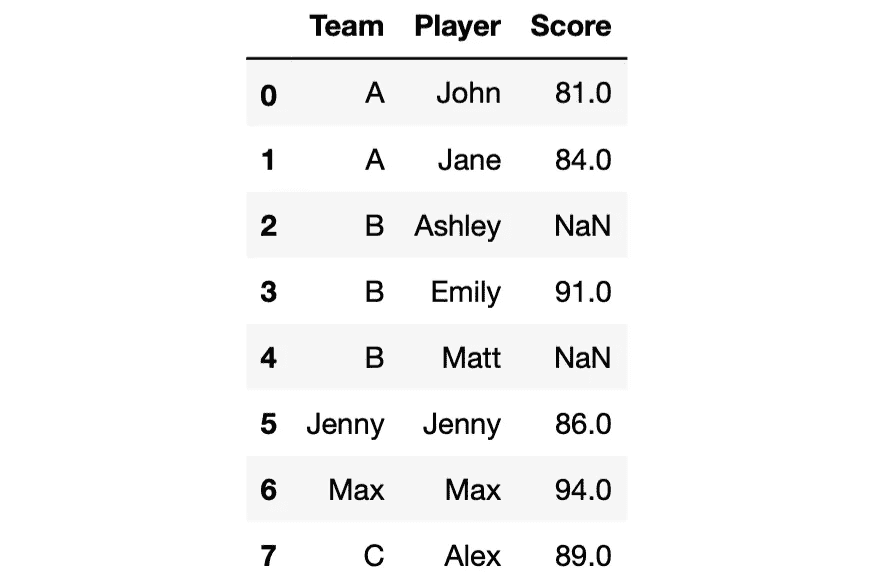 Team Player Score
0 A John 81.0
1 A Jane 84.0
2 B Ashley NaN
3 B Emily 91.0
4 B Matt NaN
5 Jenny Jenny 86.0
6 Max Max 94.0
7 C Alex 89.0